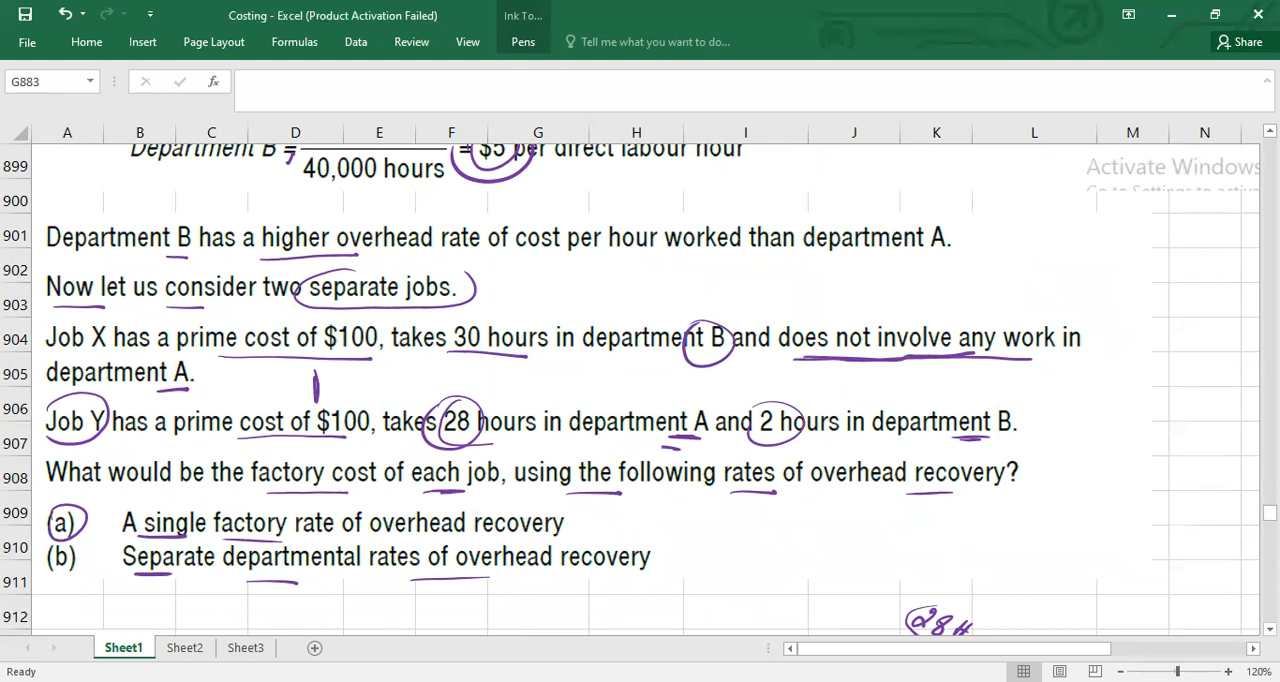 Costing - Excel (Product Activation Failed)
Ink To...
File Home Insert Page Layout Formulas Data Review View Pens Tell me what you want to do... Share
G883 fx
A B C D E F G H I J K L M N
899 Department B = 40,000 hours = $5 per direct labour hour
Activate Windows
900
901 Department B has a higher overhead rate of cost per hour worked than department A.
902
903 Now let us consider two separate jobs.
904 Job X has a prime cost of $100, takes 30 hours in department B and does not involve any work in
905 department A.
906 Job Y has a prime cost of $100, takes 28 hours in department A and 2 hours in department B.
907
908 What would be the factory cost of each job, using the following rates of overhead recovery?
909 (a) A single factory rate of overhead recovery
910 (b) Separate departmental rates of overhead recovery
911
912 28
Sheet1 Sheet2 Sheet3
Ready 120%